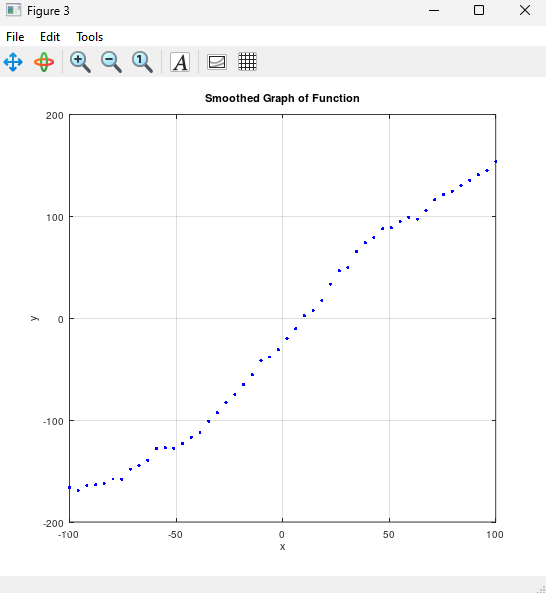 Figure 3
File Edit Tools
1 A
Smoothed Graph of Function
200
100
0
-100
-200
y
-100 -50 0 50 100
x